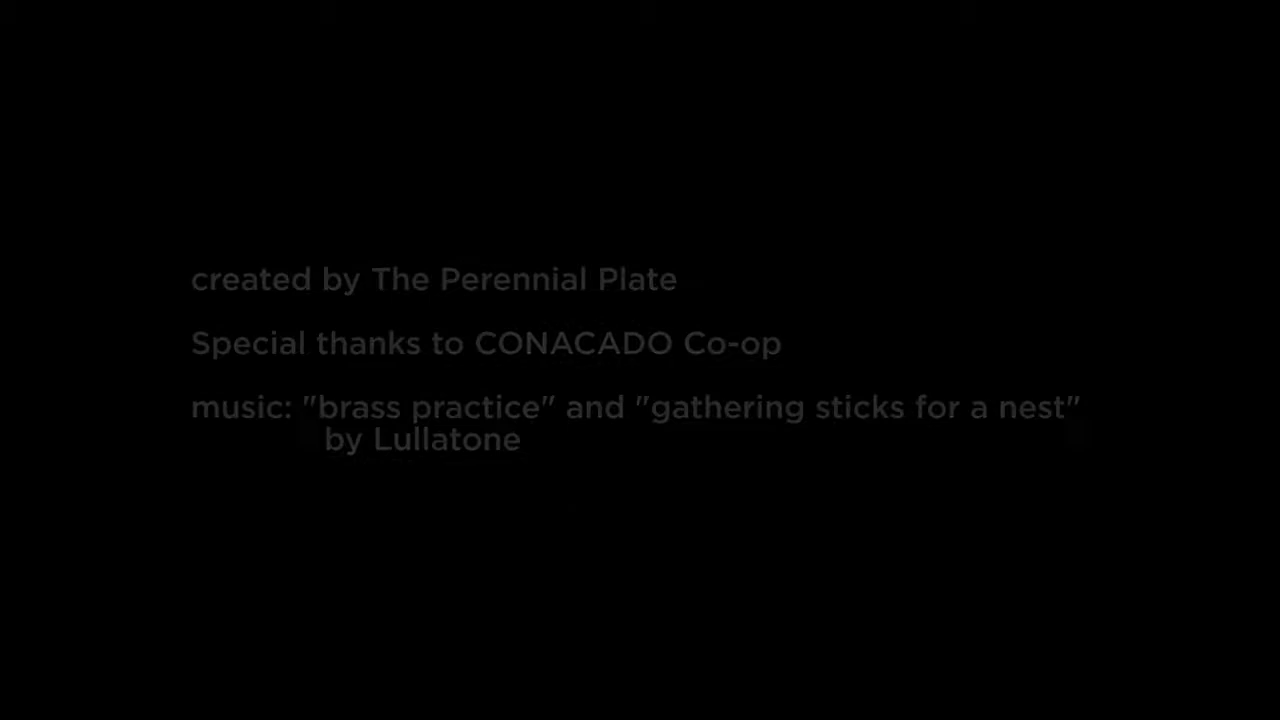 created by The Perennial Plate
Special thanks to CONACADO Co-op
music: "brass practice" and "gathering sticks for a nest"
by Lullatone